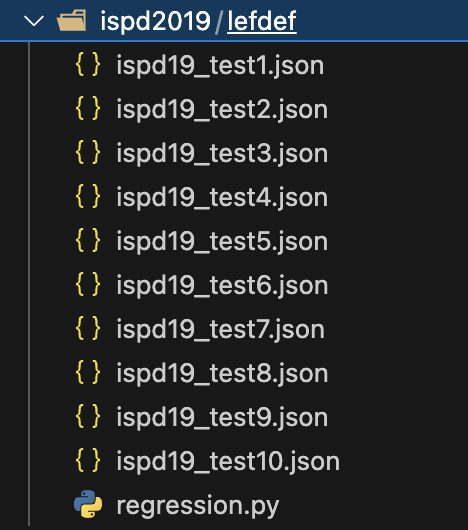 ispd2019/lefdef
{} ispd19_test1.json
{} ispd19_test2.json
{} ispd19_test3.json
{} ispd19_test4.json
{} ispd19_test5.json
{} ispd19_test6.json
{} ispd19_test7.json
{} ispd19_test8.json
{} ispd19_test9.json
{} ispd19_test10.json
regression.py